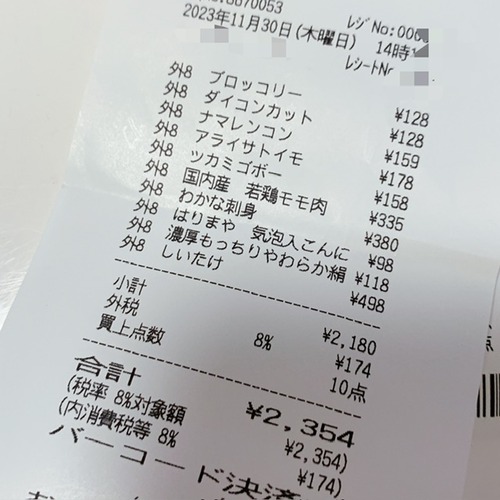 2023年11月30日(木曜日) 14時
レジNo:006
レシートNr
外8 ブロッコリー ¥128
外8 ダイコンカット ¥128
外8 ナマレンコン ¥159
外8 アライサトイモ ¥178
外8 ツカミゴボー ¥158
外8 国内産 若鶏モモ肉 ¥335
外8 わかな刺身 ¥380
外8 はりまや 気泡入こんに ¥98
外8 濃厚もっちりやわらか絹 ¥118
外8 しいたけ ¥498
小計 ¥2,180
外税 8% ¥174
買上点数 10点
合計 ¥2,354
(税率 8%対象額 ¥2,354)
(内消費税等 8% ¥174)
バーコード決済
点